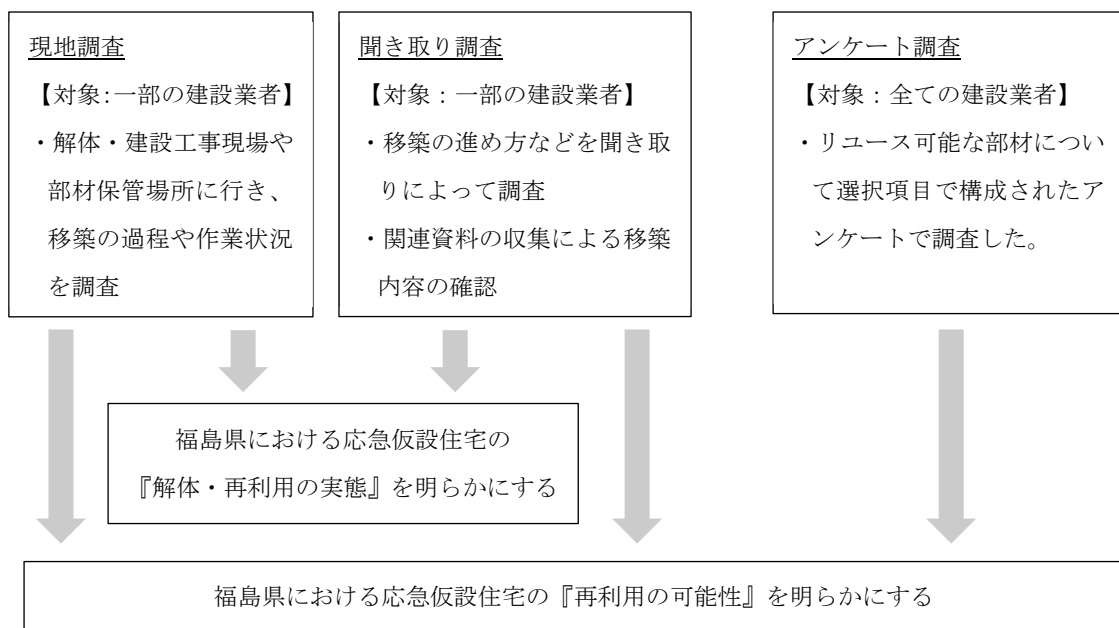 現地調査
【対象:一部の建設業者】
・解体・建設工事現場や
部材保管場所に行き、
移築の過程や作業状況
を調査
聞き取り調査
【対象：一部の建設業者】
・移築の進め方などを聞き取
りによって調査
・関連資料の収集による移築
内容の確認
アンケート調査
【対象：全ての建設業者】
・リユース可能な部材につい
て選択項目で構成されたア
ンケートで調査した。
福島県における応急仮設住宅の
『解体・再利用の実態』を明らかにする
福島県における応急仮設住宅の『再利用の可能性』を明らかにする